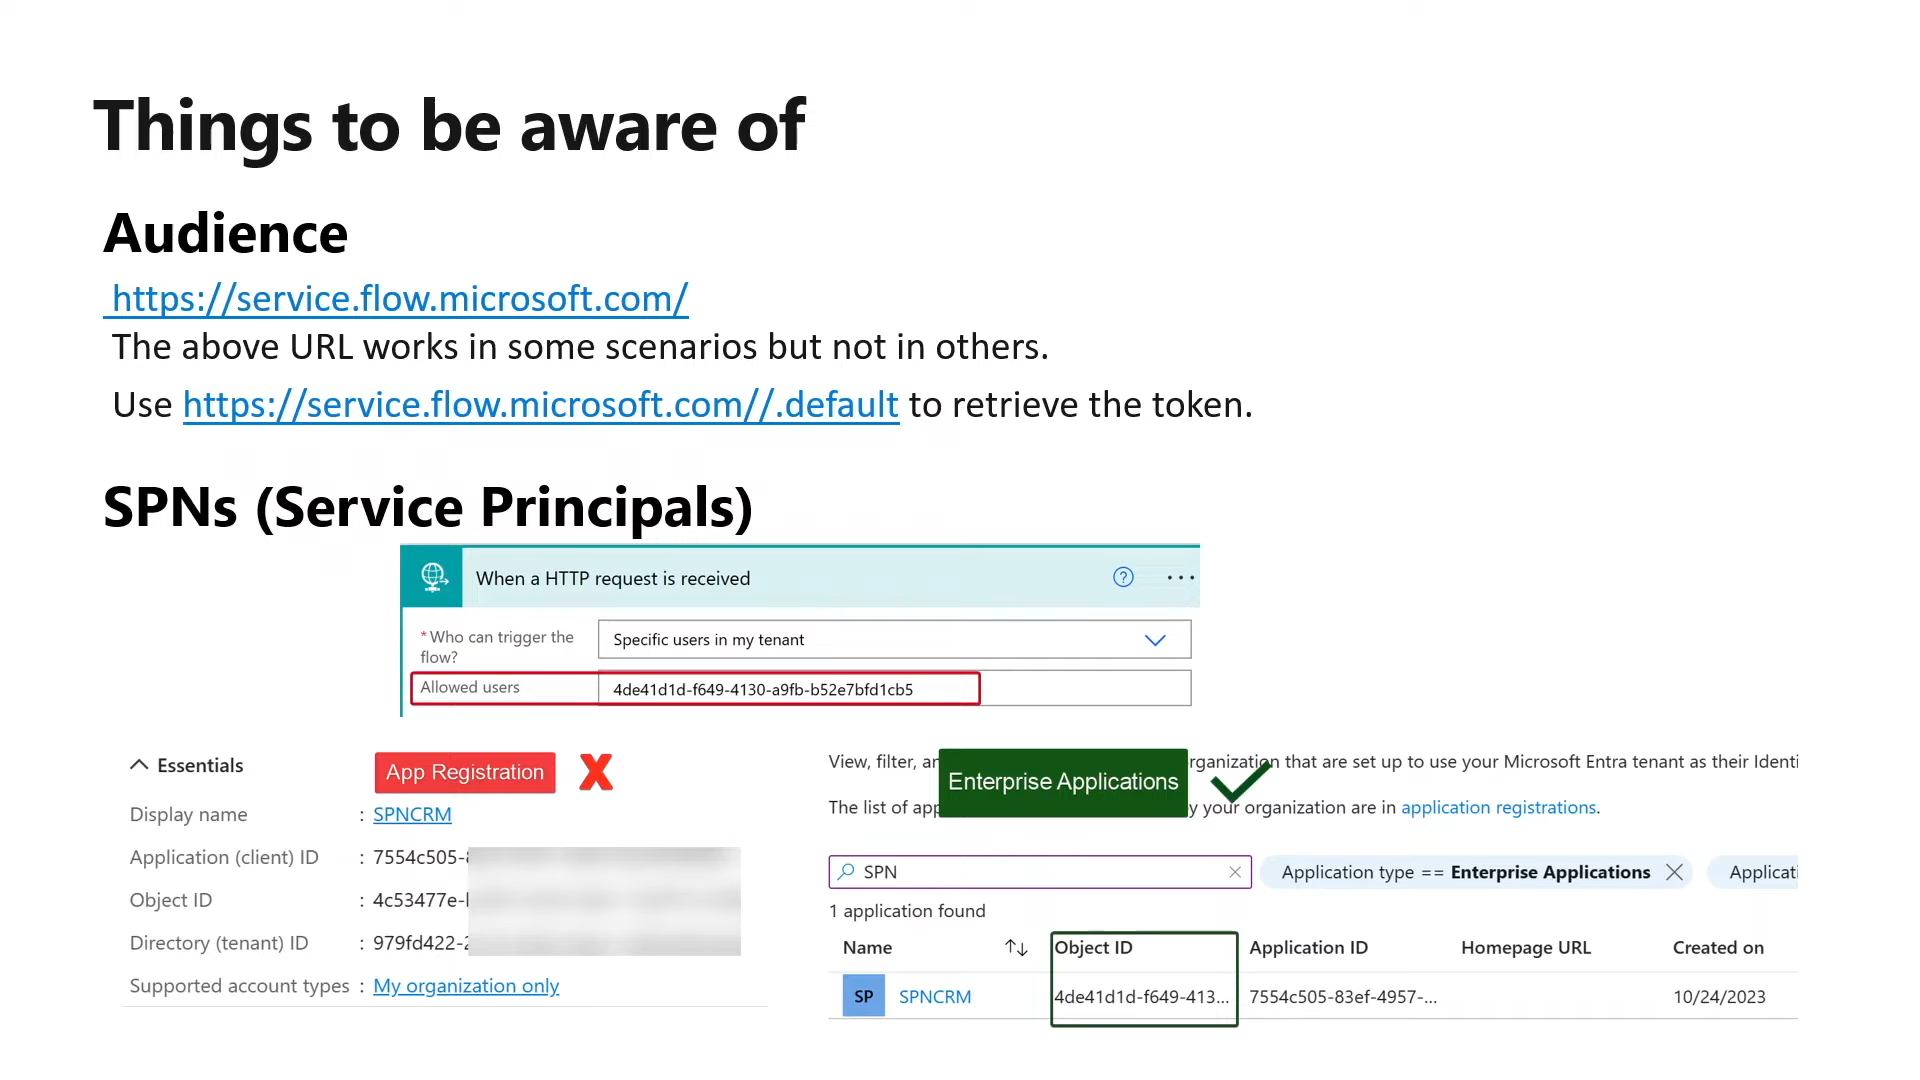 Things to be aware of
Audience
https://service.flow.microsoft.com/
The above URL works in some scenarios but not in others.
Use https://service.flow.microsoft.com//.default to retrieve the token.
SPNs (Service Principals)
When a HTTP request is received
* Who can trigger the flow?
Specific users in my tenant
Allowed users
4de41d1d-f649-4130-a9fb-b52e7bfd1cb5
Essentials
App Registration
X
Display name : SPNCRM
Application (client) ID : 7554c505-
Object ID : 4c53477e-
Directory (tenant) ID : 979fd422-
Supported account types : My organization only
View, filter, an
Enterprise Applications
rganization that are set up to use your Microsoft Entra tenant as their Identi
The list of app
y your organization are in application registrations.
SPN
Application type == Enterprise Applications
Applicati
1 application found
Name Object ID Application ID Homepage URL Created on
SP SPNCRM 4de41d1d-f649-413... 7554c505-83ef-4957-... 10/24/2023